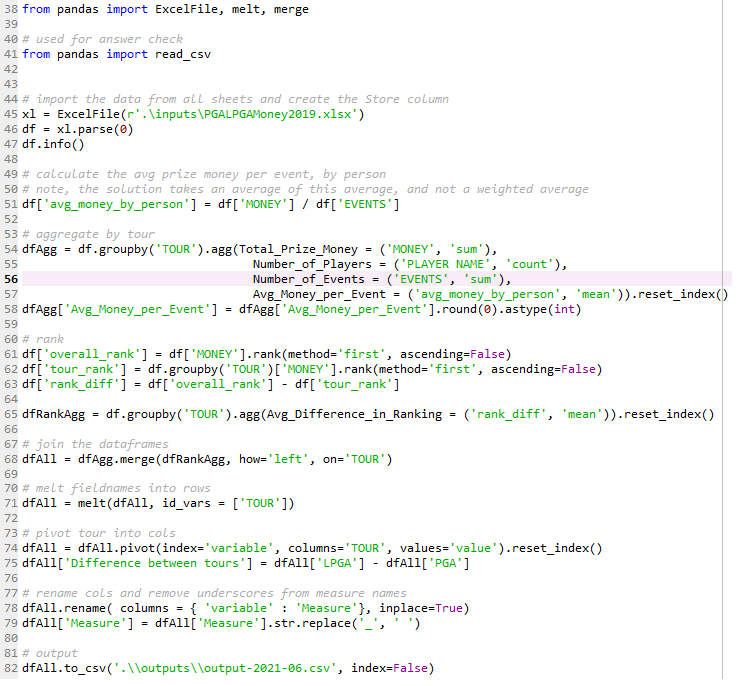 38 from pandas import ExcelFile, melt, merge
39
40 # used for answer check
41 from pandas import read_csv
42
43
44 # import the data from all sheets and create the Store column
45 xl = ExcelFile(r'.\inputs\PGALPGAMoney2019.xlsx')
46 df = xl.parse(0)
47 df.info()
48
49 # calculate the avg prize money per event, by person
50 # note, the solution takes an average of this average, and not a weighted average
51 df['avg_money_by_person'] = df['MONEY'] / df['EVENTS']
52
53 # aggregate by tour
54 dfAgg = df.groupby('TOUR').agg(Total_Prize_Money = ('MONEY', 'sum'),
55                                Number_of_Players = ('PLAYER NAME', 'count'),
56                                Number_of_Events = ('EVENTS', 'sum'),
57                                Avg_Money_per_Event = ('avg_money_by_person', 'mean')).reset_index()
58 dfAgg['Avg_Money_per_Event'] = dfAgg['Avg_Money_per_Event'].round(0).astype(int)
59
60 # rank
61 df['overall_rank'] = df['MONEY'].rank(method='first', ascending=False)
62 df['tour_rank'] = df.groupby('TOUR')['MONEY'].rank(method='first', ascending=False)
63 df['rank_diff'] = df['overall_rank'] - df['tour_rank']
64
65 dfRankAgg = df.groupby('TOUR').agg(Avg_Difference_in_Ranking = ('rank_diff', 'mean')).reset_index()
66
67 # join the dataframes
68 dfAll = dfAgg.merge(dfRankAgg, how='left', on='TOUR')
69
70 # melt fieldnames into rows
71 dfAll = melt(dfAll, id_vars = ['TOUR'])
72
73 # pivot tour into cols
74 dfAll = dfAll.pivot(index='variable', columns='TOUR', values='value').reset_index()
75 dfAll['Difference between tours'] = dfAll['LPGA'] - dfAll['PGA']
76
77 # rename cols and remove underscores from measure names
78 dfAll.rename( columns = { 'variable' : 'Measure'}, inplace=True)
79 dfAll['Measure'] = dfAll['Measure'].str.replace('_', ' ')
80
81 # output
82 dfAll.to_csv('.\\outputs\\output-2021-06.csv', index=False)